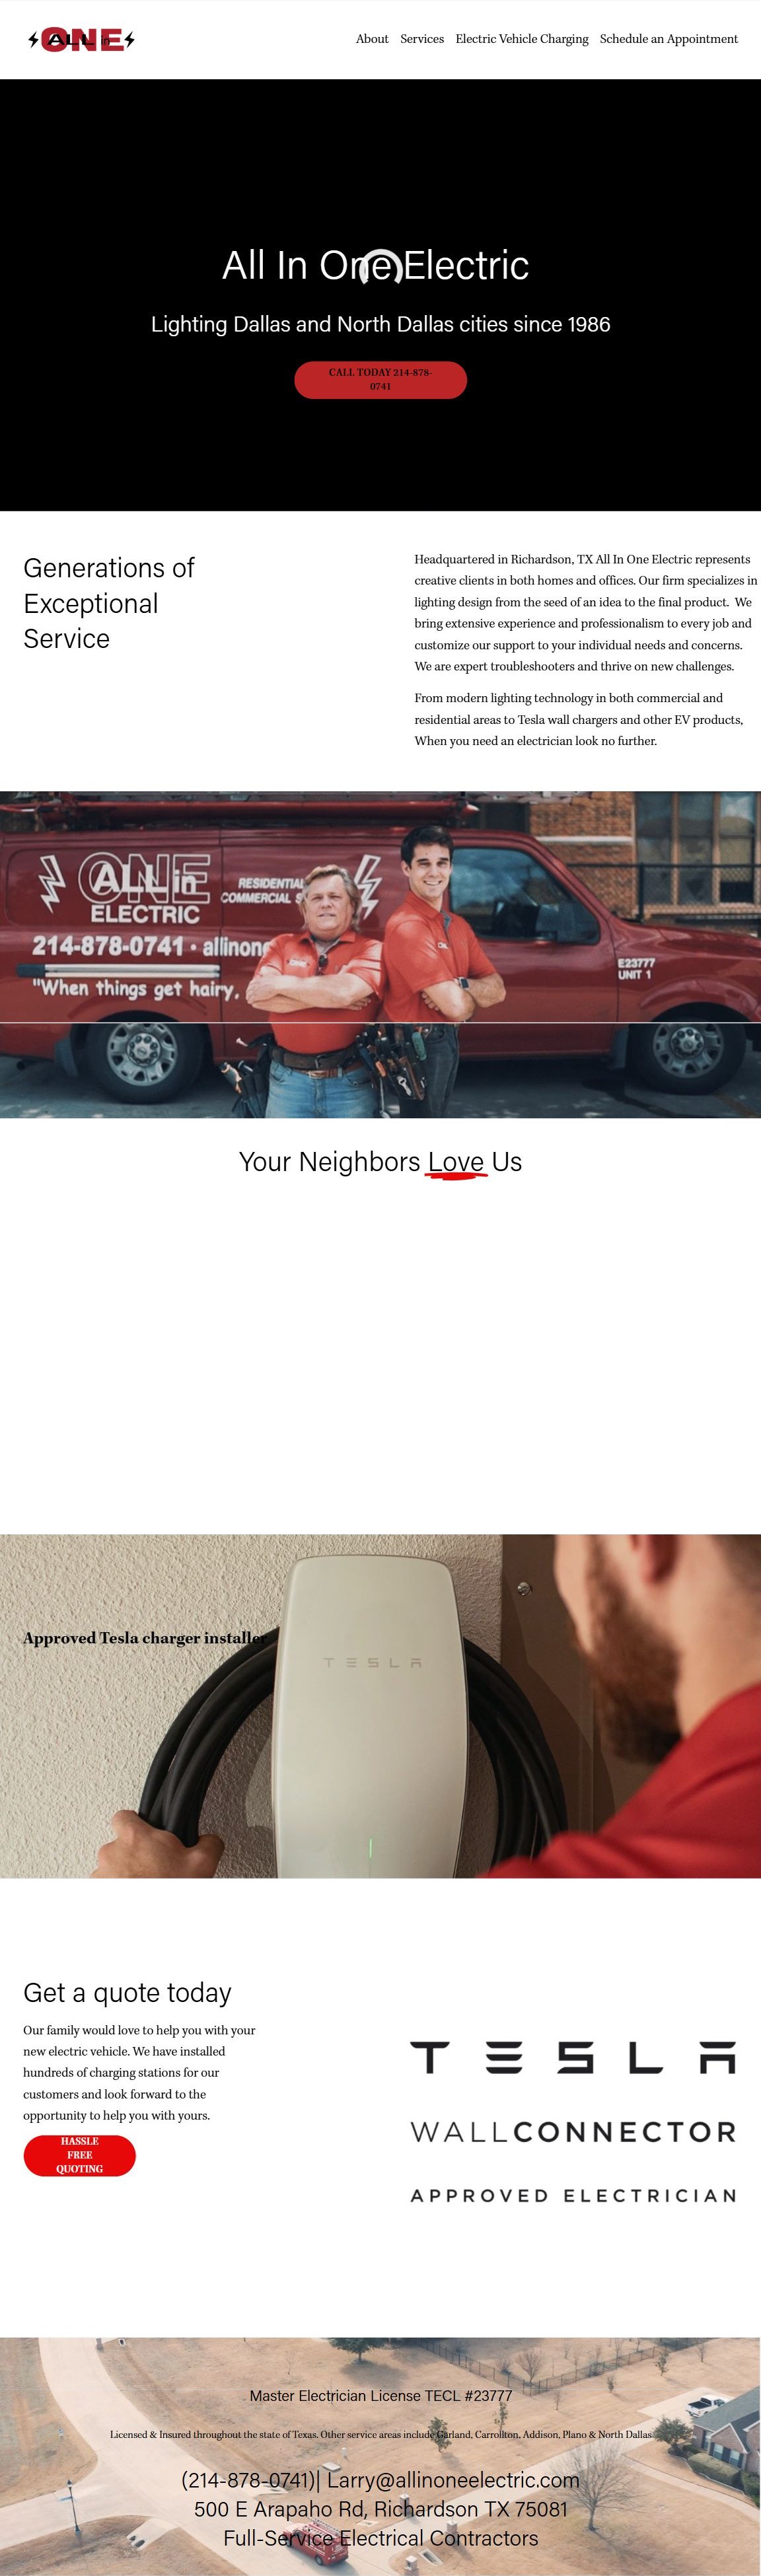 ALL in ONE
About Services Electric Vehicle Charging Schedule an Appointment
All In One Electric
Lighting Dallas and North Dallas cities since 1986
CALL TODAY 214-878-
0741
Generations of
Exceptional
Service
Headquartered in Richardson, TX All In One Electric represents
creative clients in both homes and offices. Our firm specializes in
lighting design from the seed of an idea to the final product. We
bring extensive experience and professionalism to every job and
customize our support to your individual needs and concerns.
We are expert troubleshooters and thrive on new challenges.
From modern lighting technology in both commercial and
residential areas to Tesla wall chargers and other EV products,
When you need an electrician look no further.
ALL in ONE
ELECTRIC
RESIDENTIAL
COMMERCIAL S
214-878-0741 · allinone
"When things get hairy,
E23777
UNIT 1
Your Neighbors Love Us
Approved Tesla charger installer
TESLA
Get a quote today
Our family would love to help you with your
new electric vehicle. We have installed
hundreds of charging stations for our
customers and look forward to the
opportunity to help you with yours.
HASSLE
FREE
QUOTING
TESLA
WALLCONNECTOR
APPROVED ELECTRICIAN
Master Electrician License TECL #23777
Licensed & Insured throughout the state of Texas. Other service areas include Garland, Carrollton, Addison, Plano & North Dallas.
(214-878-0741)| Larry@allinoneelectric.com
500 E Arapaho Rd, Richardson TX 75081
Full-Service Electrical Contractors